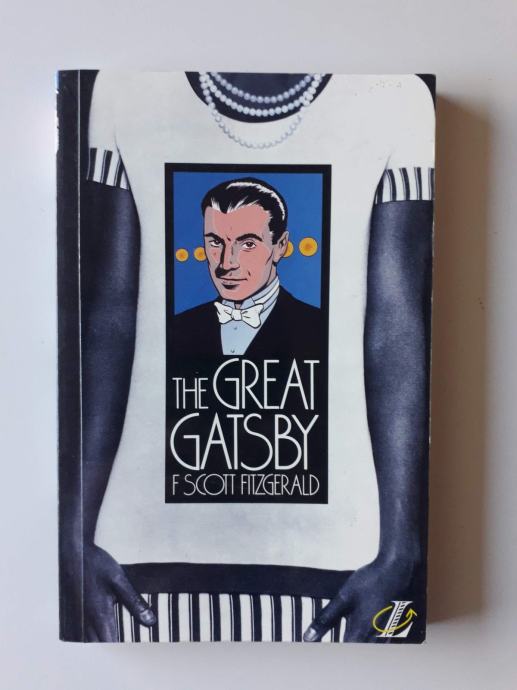 THE GREAT
GATSBY
F SCOTT FITZGERALD
L